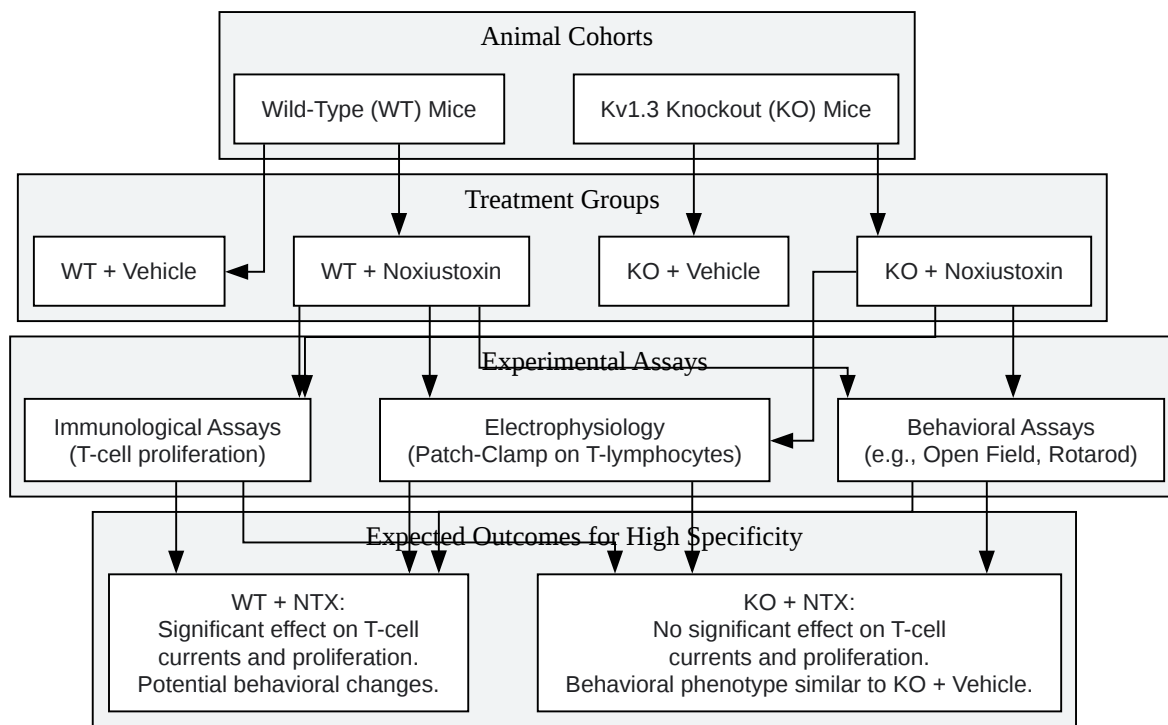 Animal Cohorts
Wild-Type (WT) Mice
Kv1.3 Knockout (KO) Mice
Treatment Groups
WT + Vehicle
WT + Noxiustoxin
KO + Vehicle
KO + Noxiustoxin
Experimental Assays
Immunological Assays
(T-cell proliferation)
Electrophysiology
(Patch-Clamp on T-lymphocytes)
Behavioral Assays
(e.g., Open Field, Rotarod)
Expected Outcomes for High Specificity
WT + NTX:
Significant effect on T-cell
currents and proliferation.
Potential behavioral changes.
KO + NTX:
No significant effect on T-cell
currents and proliferation.
Behavioral phenotype similar to KO + Vehicle.